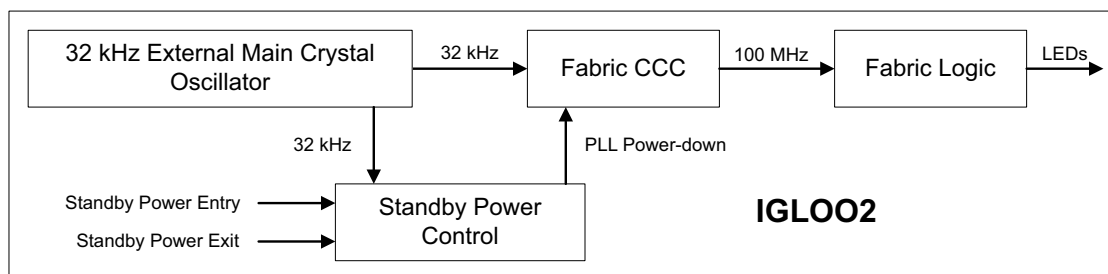 32 kHz External Main Crystal
Oscillator
32 kHz
Fabric CCC
100 MHz
Fabric Logic
LEDs
32 kHz
PLL Power-down
Standby Power Entry
Standby Power Exit
Standby Power
Control
IGLOO2